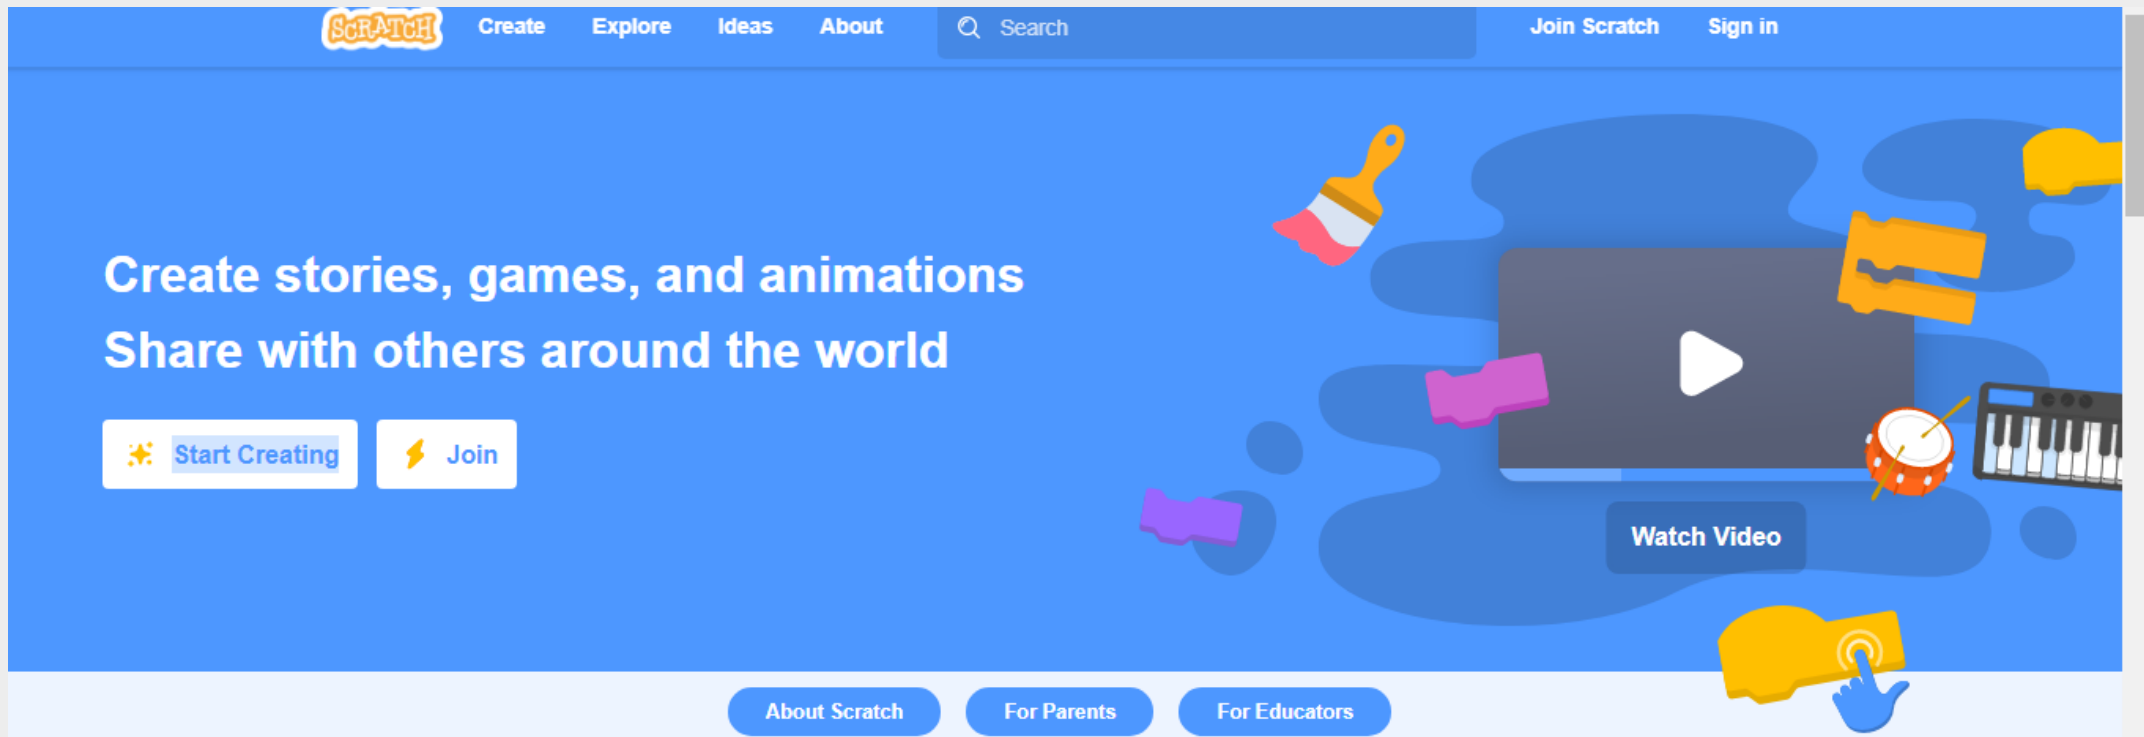 SCRATCH
Create
Explore
Ideas
About
Search
Join Scratch
Sign in
Create stories, games, and animations
Share with others around the world
Start Creating
Join
Watch Video
About Scratch
For Parents
For Educators